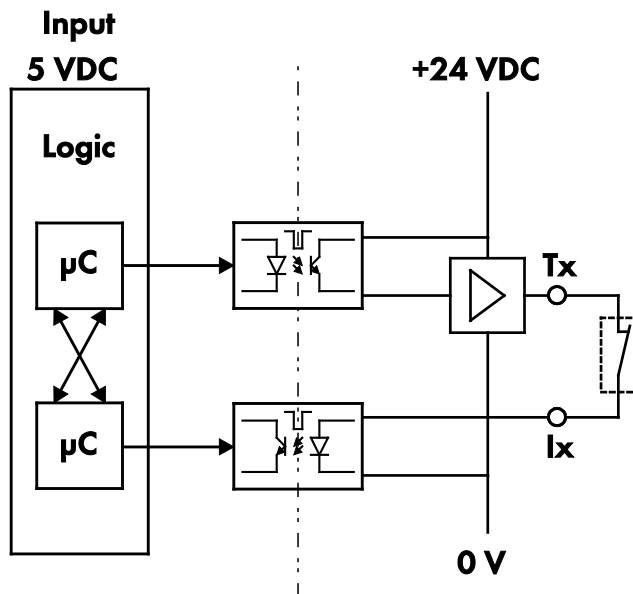 Input
5 VDC
+24 VDC
Logic
µC
Tx
µC
Ix
0 V